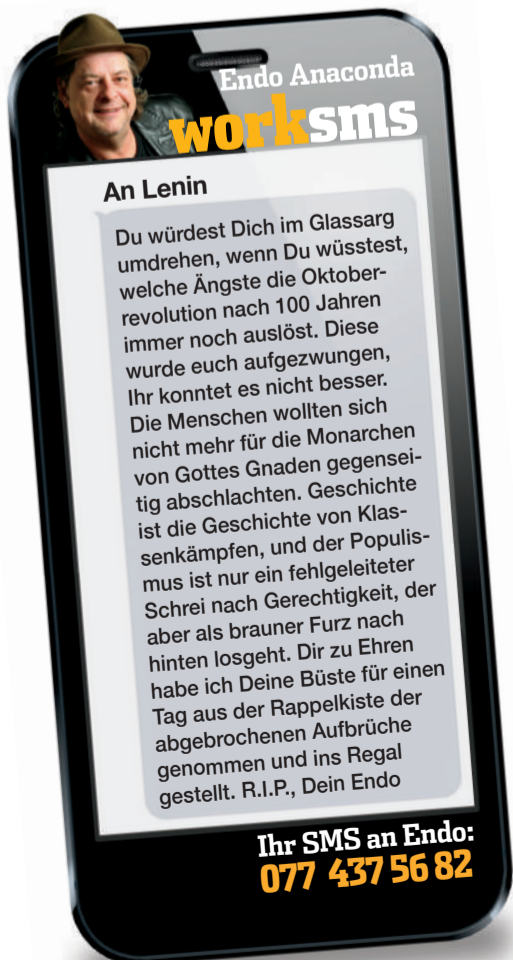 Endo Anaconda
worksms
An Lenin
Du würdest Dich im Glassarg
umdrehen, wenn Du wüsstest,
welche Ängste die Oktober-
revolution nach 100 Jahren
immer noch auslöst. Diese
wurde euch aufgezwungen,
Ihr konntet es nicht besser.
Die Menschen wollten sich
nicht mehr für die Monarchen
von Gottes Gnaden gegensei-
tig abschlachten. Geschichte
ist die Geschichte von Klas-
senkämpfen, und der Populis-
mus ist nur ein fehlgeleiteter
Schrei nach Gerechtigkeit, der
aber als brauner Furz nach
hinten losgeht. Dir zu Ehren
habe ich Deine Büste für einen
Tag aus der Rappelkiste der
abgebrochenen Aufbrüche
genommen und ins Regal
gestellt. R.I.P., Dein Endo
Ihr SMS an Endo:
077 437 56 82